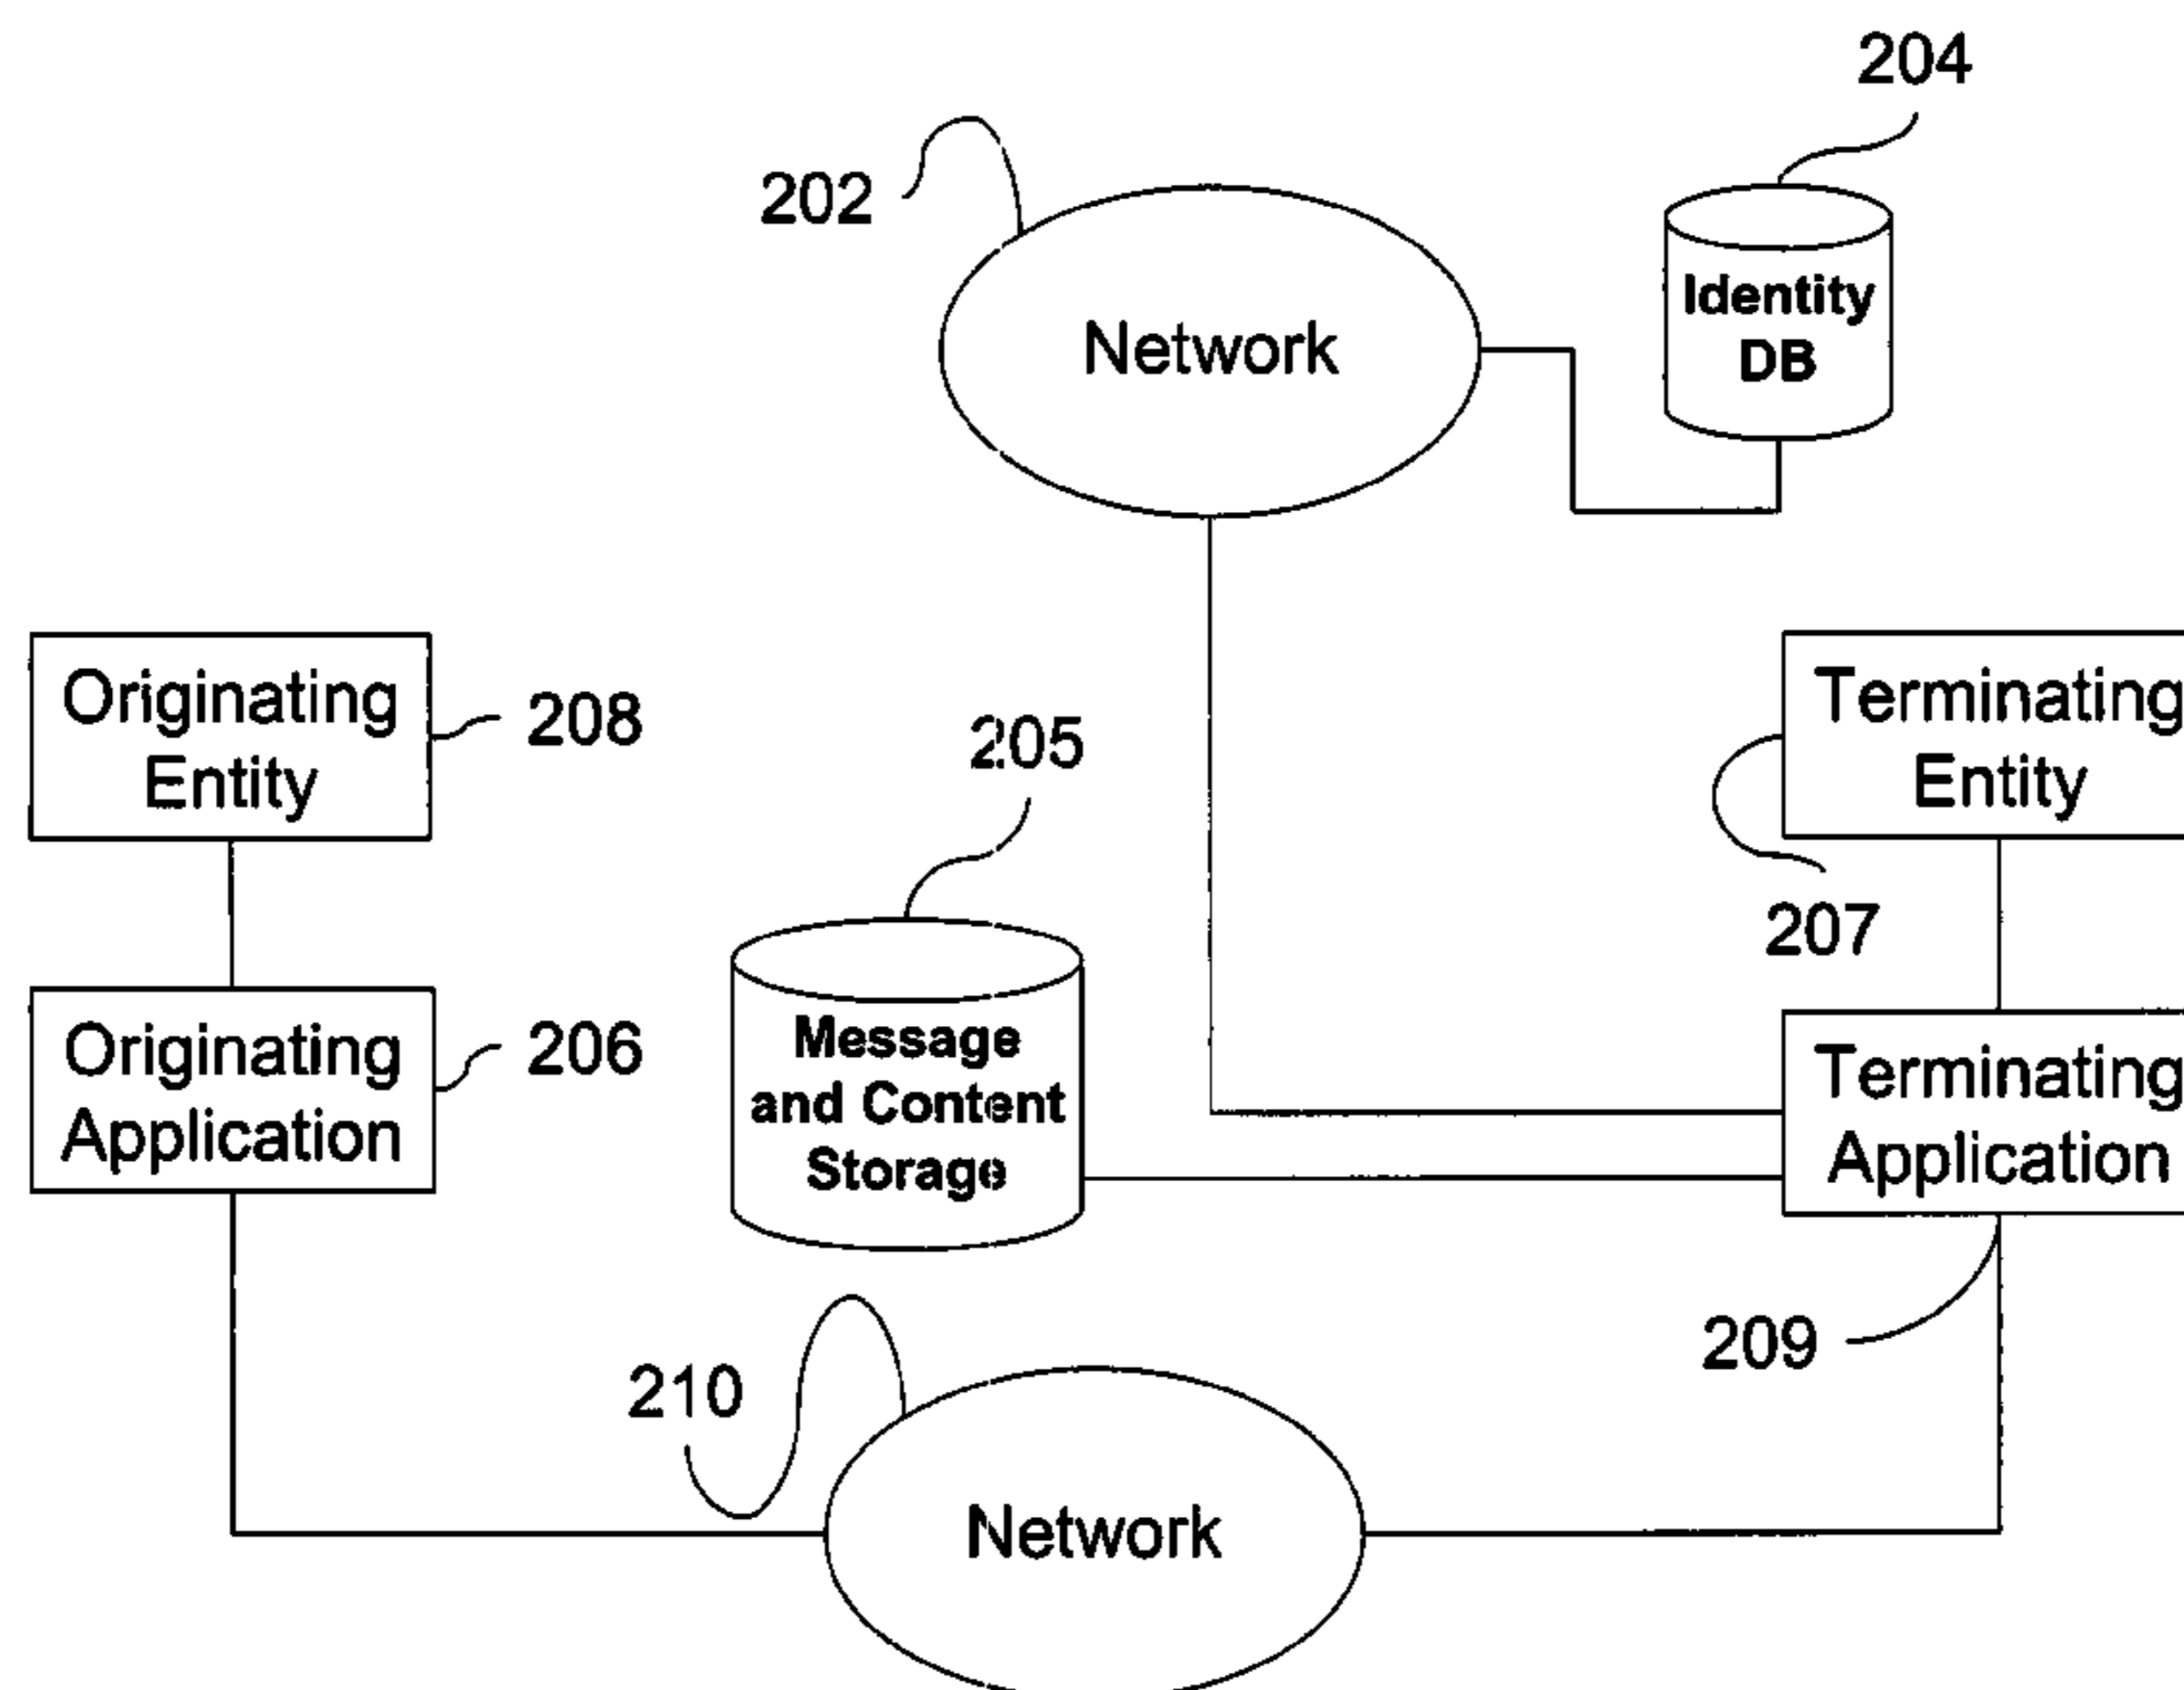 204
202
Identity
DB
Network
Originating
Entity
208
205
Terminating
Entity
207
Originating
Application
206
Message
and Content
Storage
Terminating
Application
209
210
Network